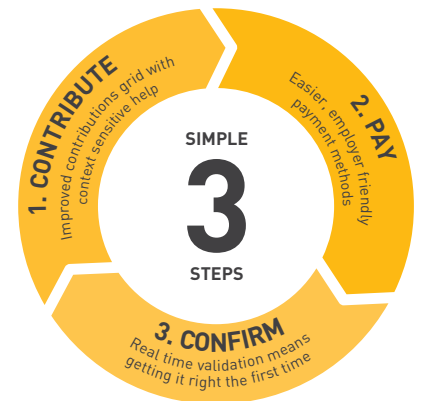 SIMPLE
3
STEPS
1. CONTRIBUTE
Improved contributions grid with
context sensitive help
2. PAY
Easier, employer friendly
payment methods
3. CONFIRM
Real time validation means
getting it right the first time